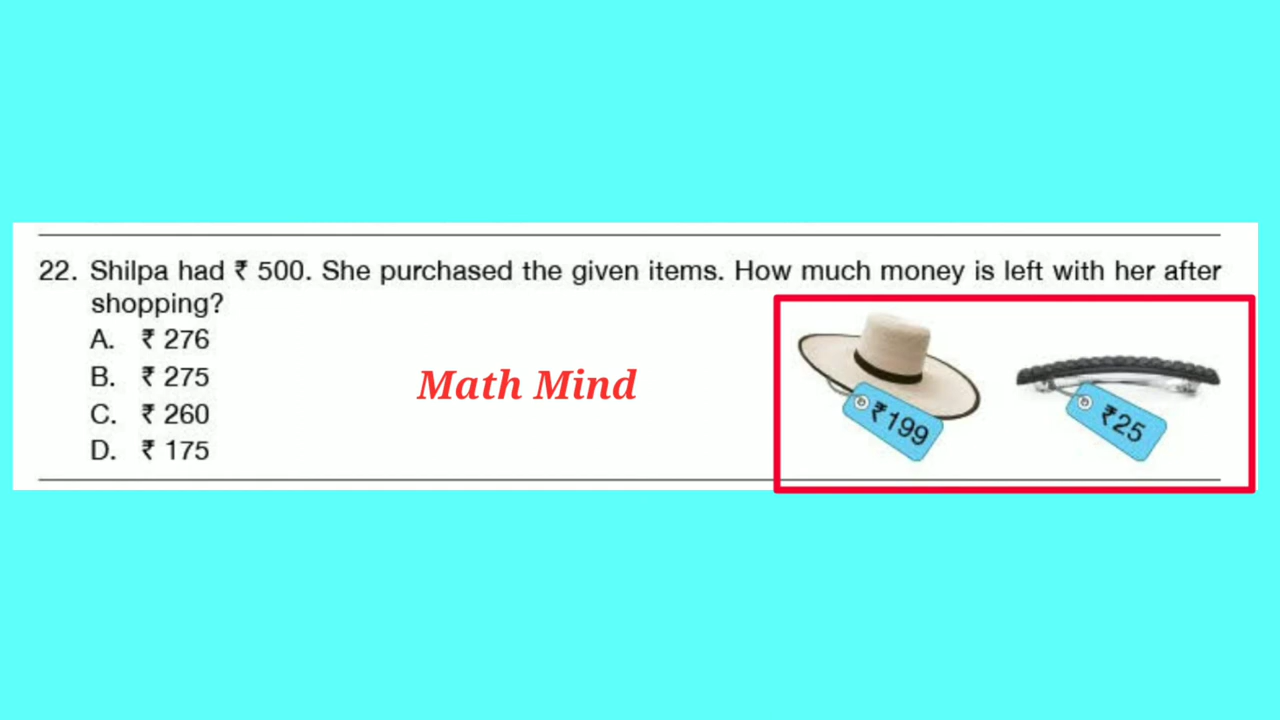 22. Shilpa had ₹ 500. She purchased the given items. How much money is left with her after
shopping?
A. ₹ 276
B. ₹ 275
C. ₹ 260
D. ₹ 175
Math Mind
₹199
₹25